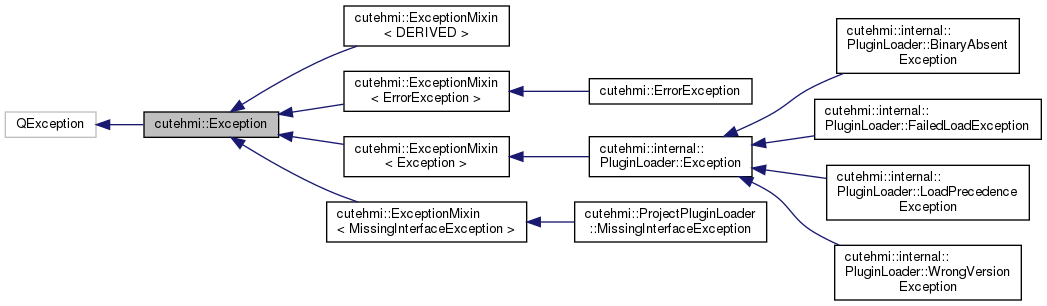 QException
cutehmi::Exception
cutehmi::ExceptionMixin
< DERIVED >
cutehmi::ExceptionMixin
< ErrorException >
cutehmi::ExceptionMixin
< Exception >
cutehmi::ExceptionMixin
< MissingInterfaceException >
cutehmi::ErrorException
cutehmi::internal::
PluginLoader::Exception
cutehmi::ProjectPluginLoader
::MissingInterfaceException
cutehmi::internal::
PluginLoader::BinaryAbsent
Exception
cutehmi::internal::
PluginLoader::FailedLoadException
cutehmi::internal::
PluginLoader::LoadPrecedence
Exception
cutehmi::internal::
PluginLoader::WrongVersion
Exception